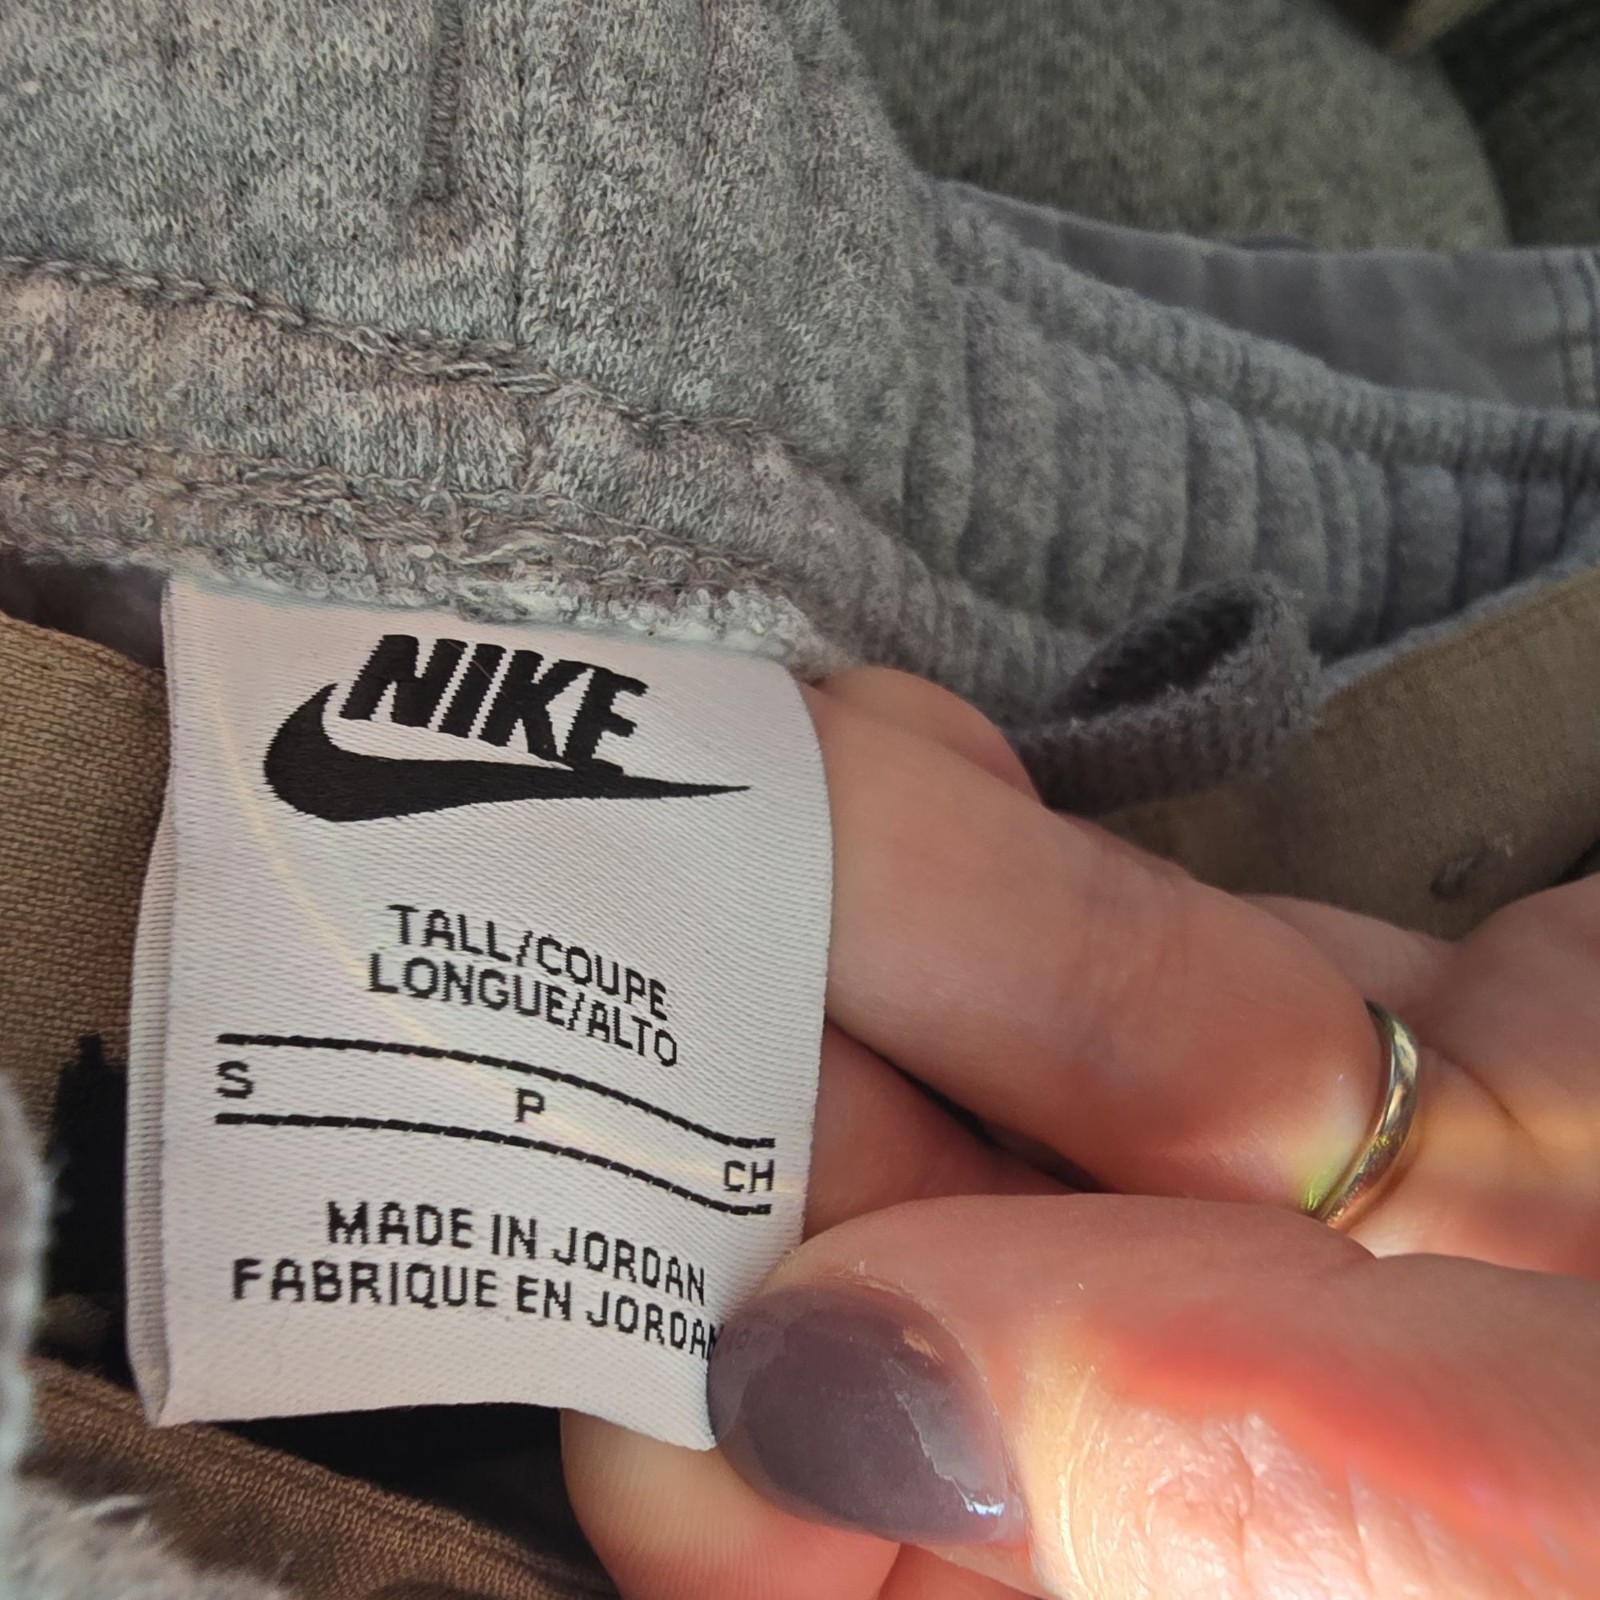 NIKE
TALL/COUPE
LONGUE/ALTO
S P CH
MADE IN JORDAN
FABRIQUE EN JORDAN